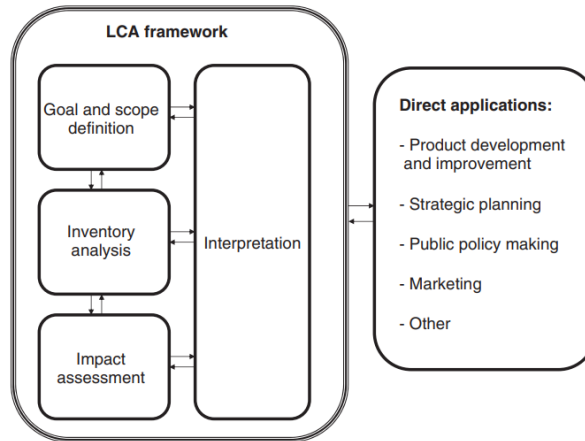 LCA framework
Goal and scope
definition
Inventory
analysis
Impact
assessment
Interpretation
Direct applications:
- Product development
and improvement
- Strategic planning
- Public policy making
- Marketing
- Other